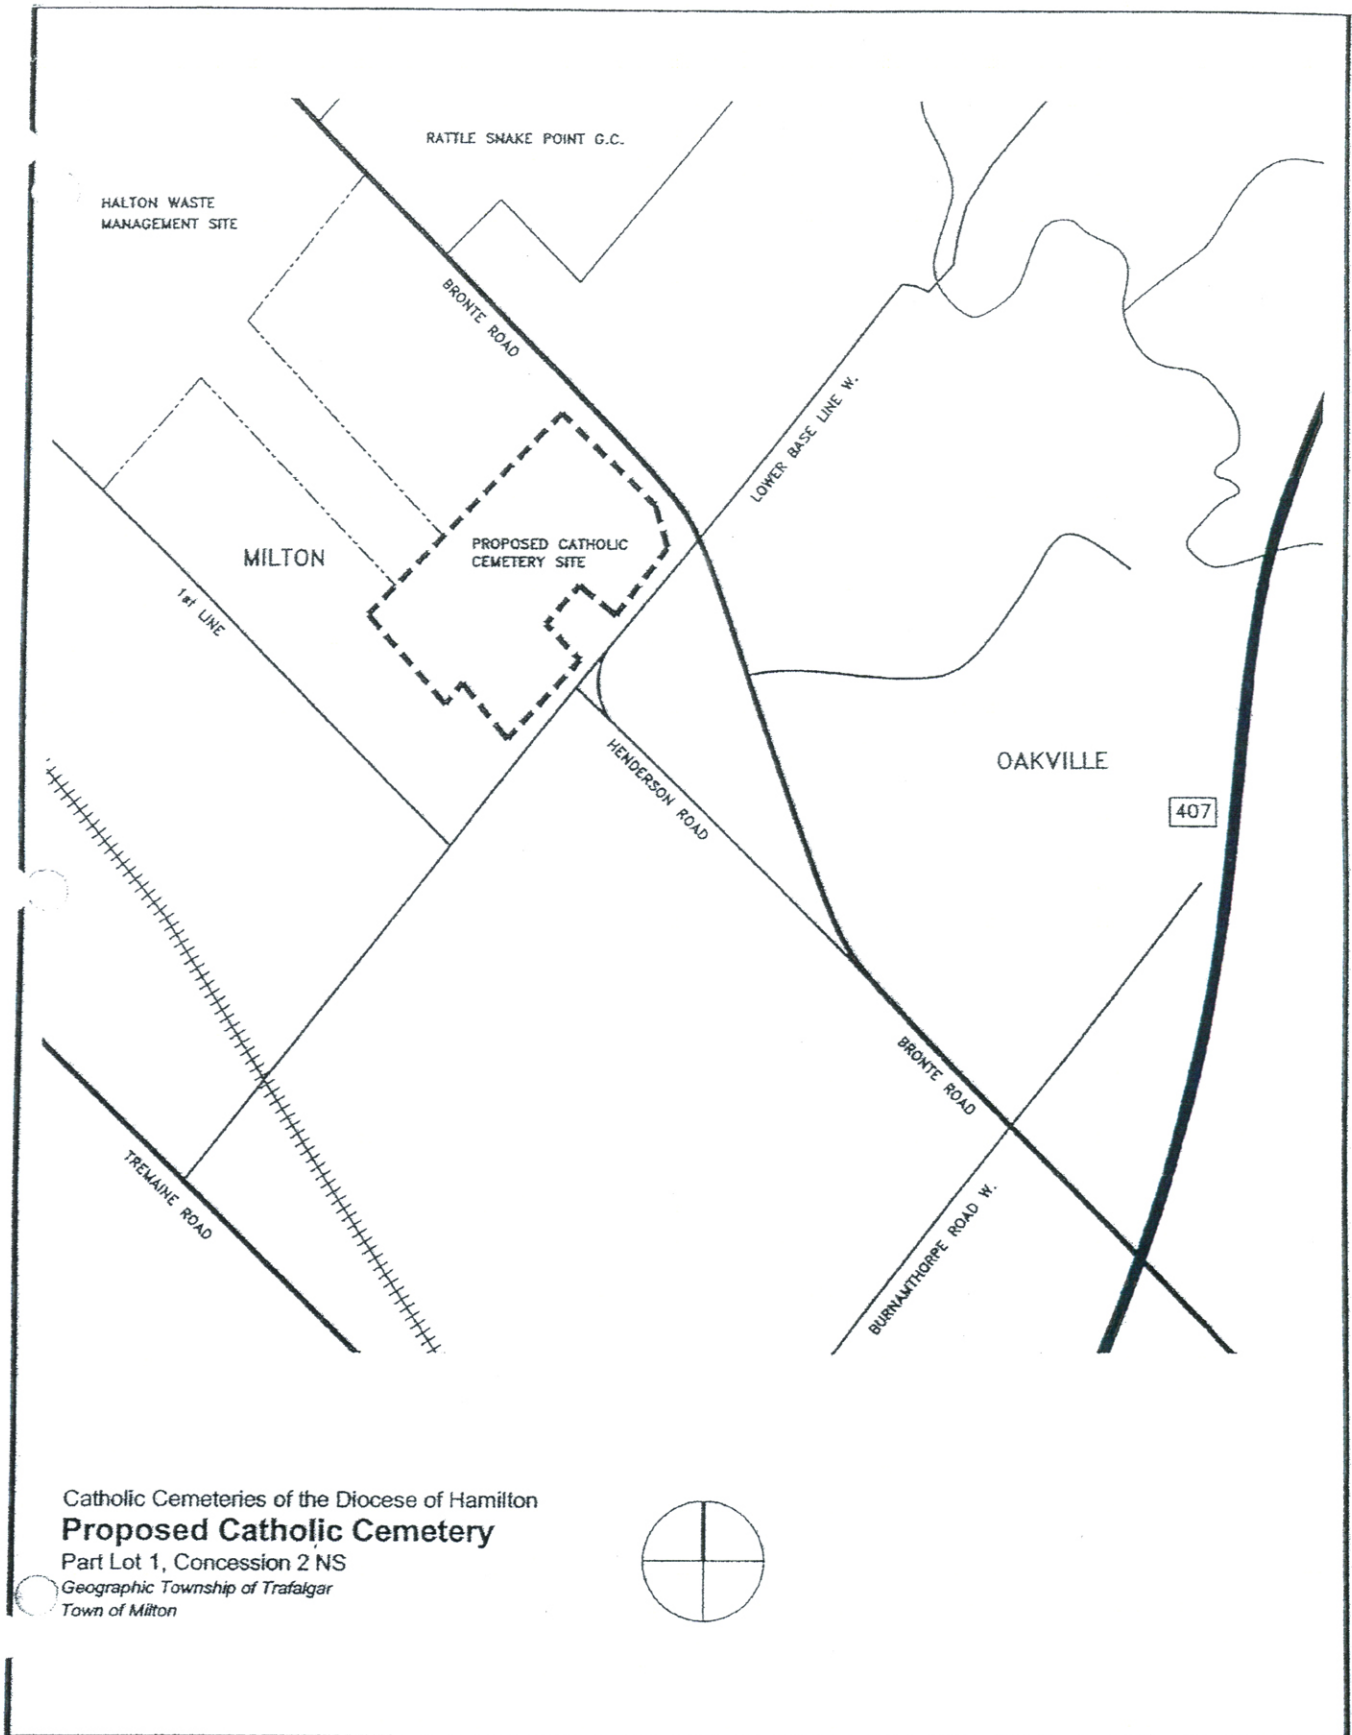 RATTLE SNAKE POINT G.C.
HALTON WASTE
MANAGEMENT SITE
BRONTE ROAD
LOWER BASE LINE W.
PROPOSED CATHOLIC
CEMETERY SITE
MILTON
1st LINE
HENDERSON ROAD
OAKVILLE
407
BRONTE ROAD
TREMAINE ROAD
BURNAMTHORPE ROAD W.
Catholic Cemeteries of the Diocese of Hamilton
Proposed Catholic Cemetery
Part Lot 1, Concession 2 NS
Geographic Township of Trafalgar
Town of Milton